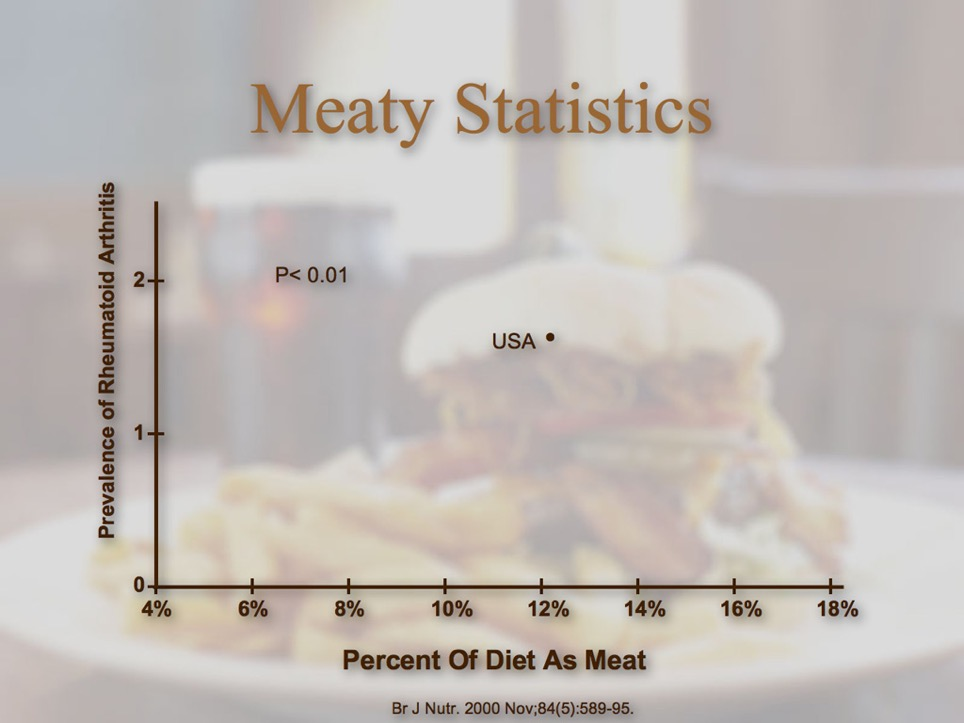 Meaty Statistics
Prevalence of Rheumatoid Arthritis
2
P< 0.01
USA
1
0
4% 6% 8% 10% 12% 14% 16% 18%
Percent Of Diet As Meat
Br J Nutr. 2000 Nov;84(5):589-95.